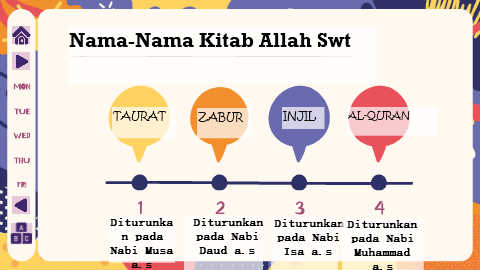 Nama-Nama Kitab Allah Swt
MON
TUE
WED
THU
FRI
A
B C
TAURAT
ZABUR
INJIL
AL-QURAN
1
Diturunka
n pada
Nabi Musa
a.s
2
Diturunkan
pada Nabi
Daud a.s
3
Diturunkan
pada Nabi
Isa a.s
4
Diturunkan
pada Nabi
Muhammad
a.s